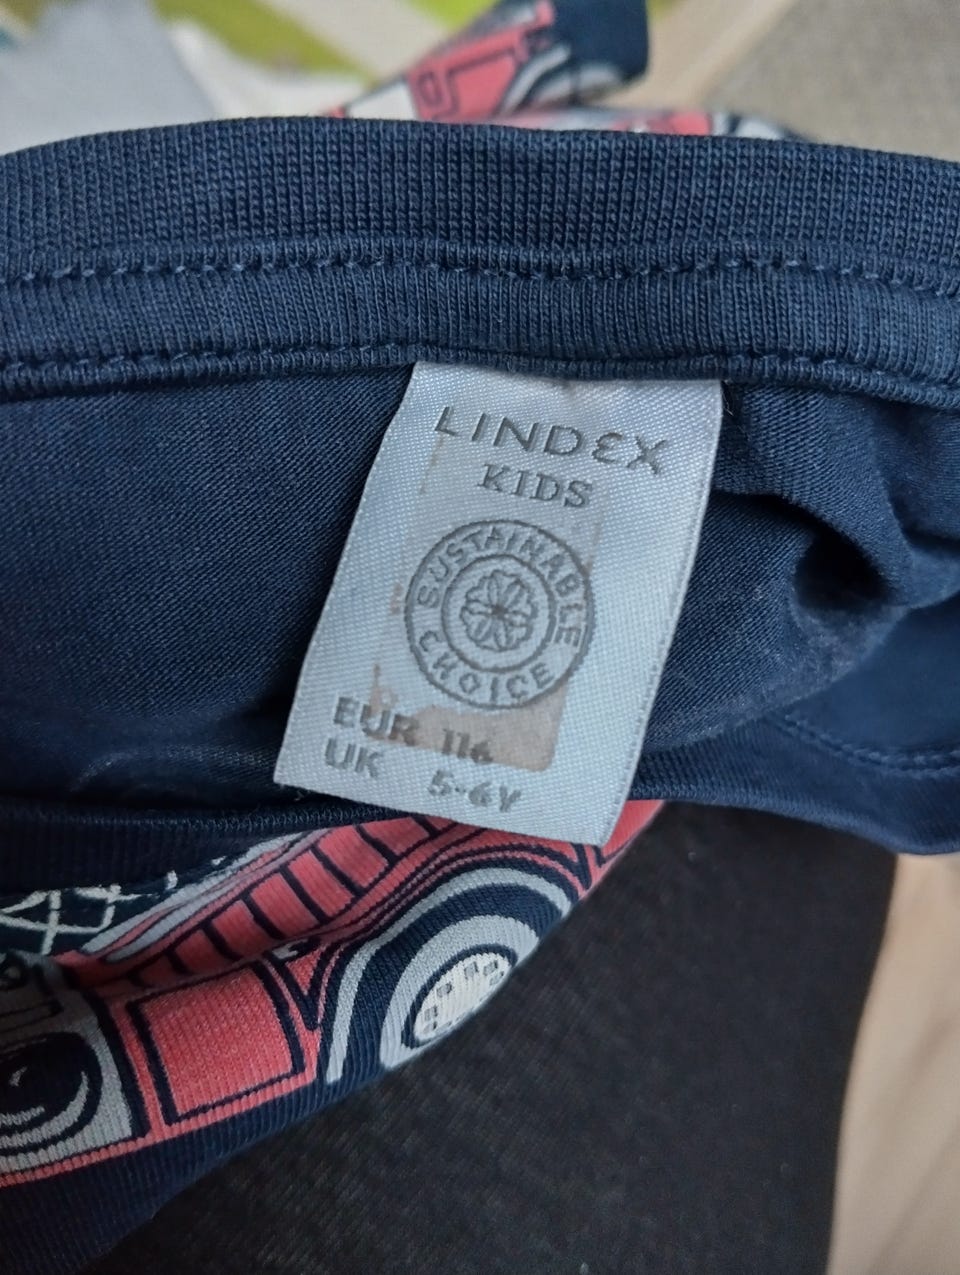 LINDEX
KIDS
SUSTAINABLE
CHOICE
EUR 116
UK 5-6Y